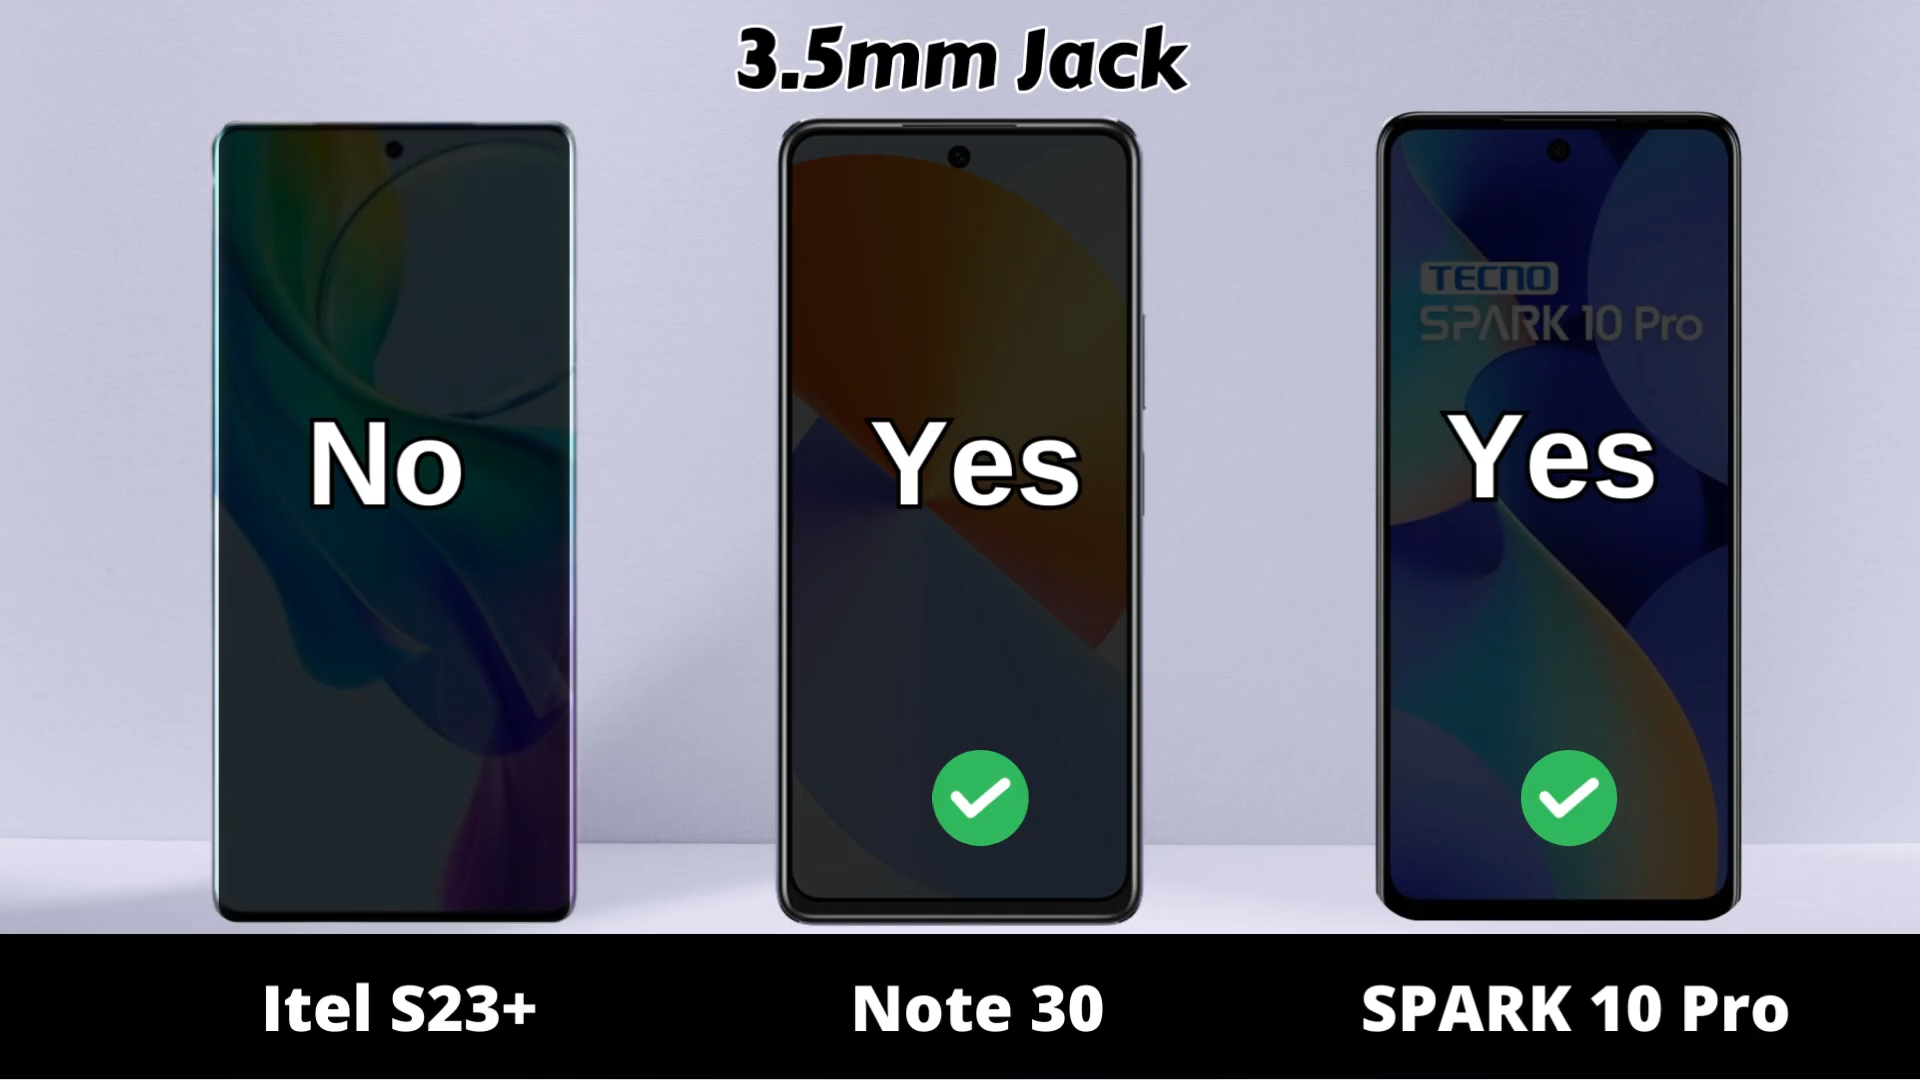 3.5mm Jack
TECNO
SPARK 10 Pro
No
Yes
Yes
Itel S23+
Note 30
SPARK 10 Pro